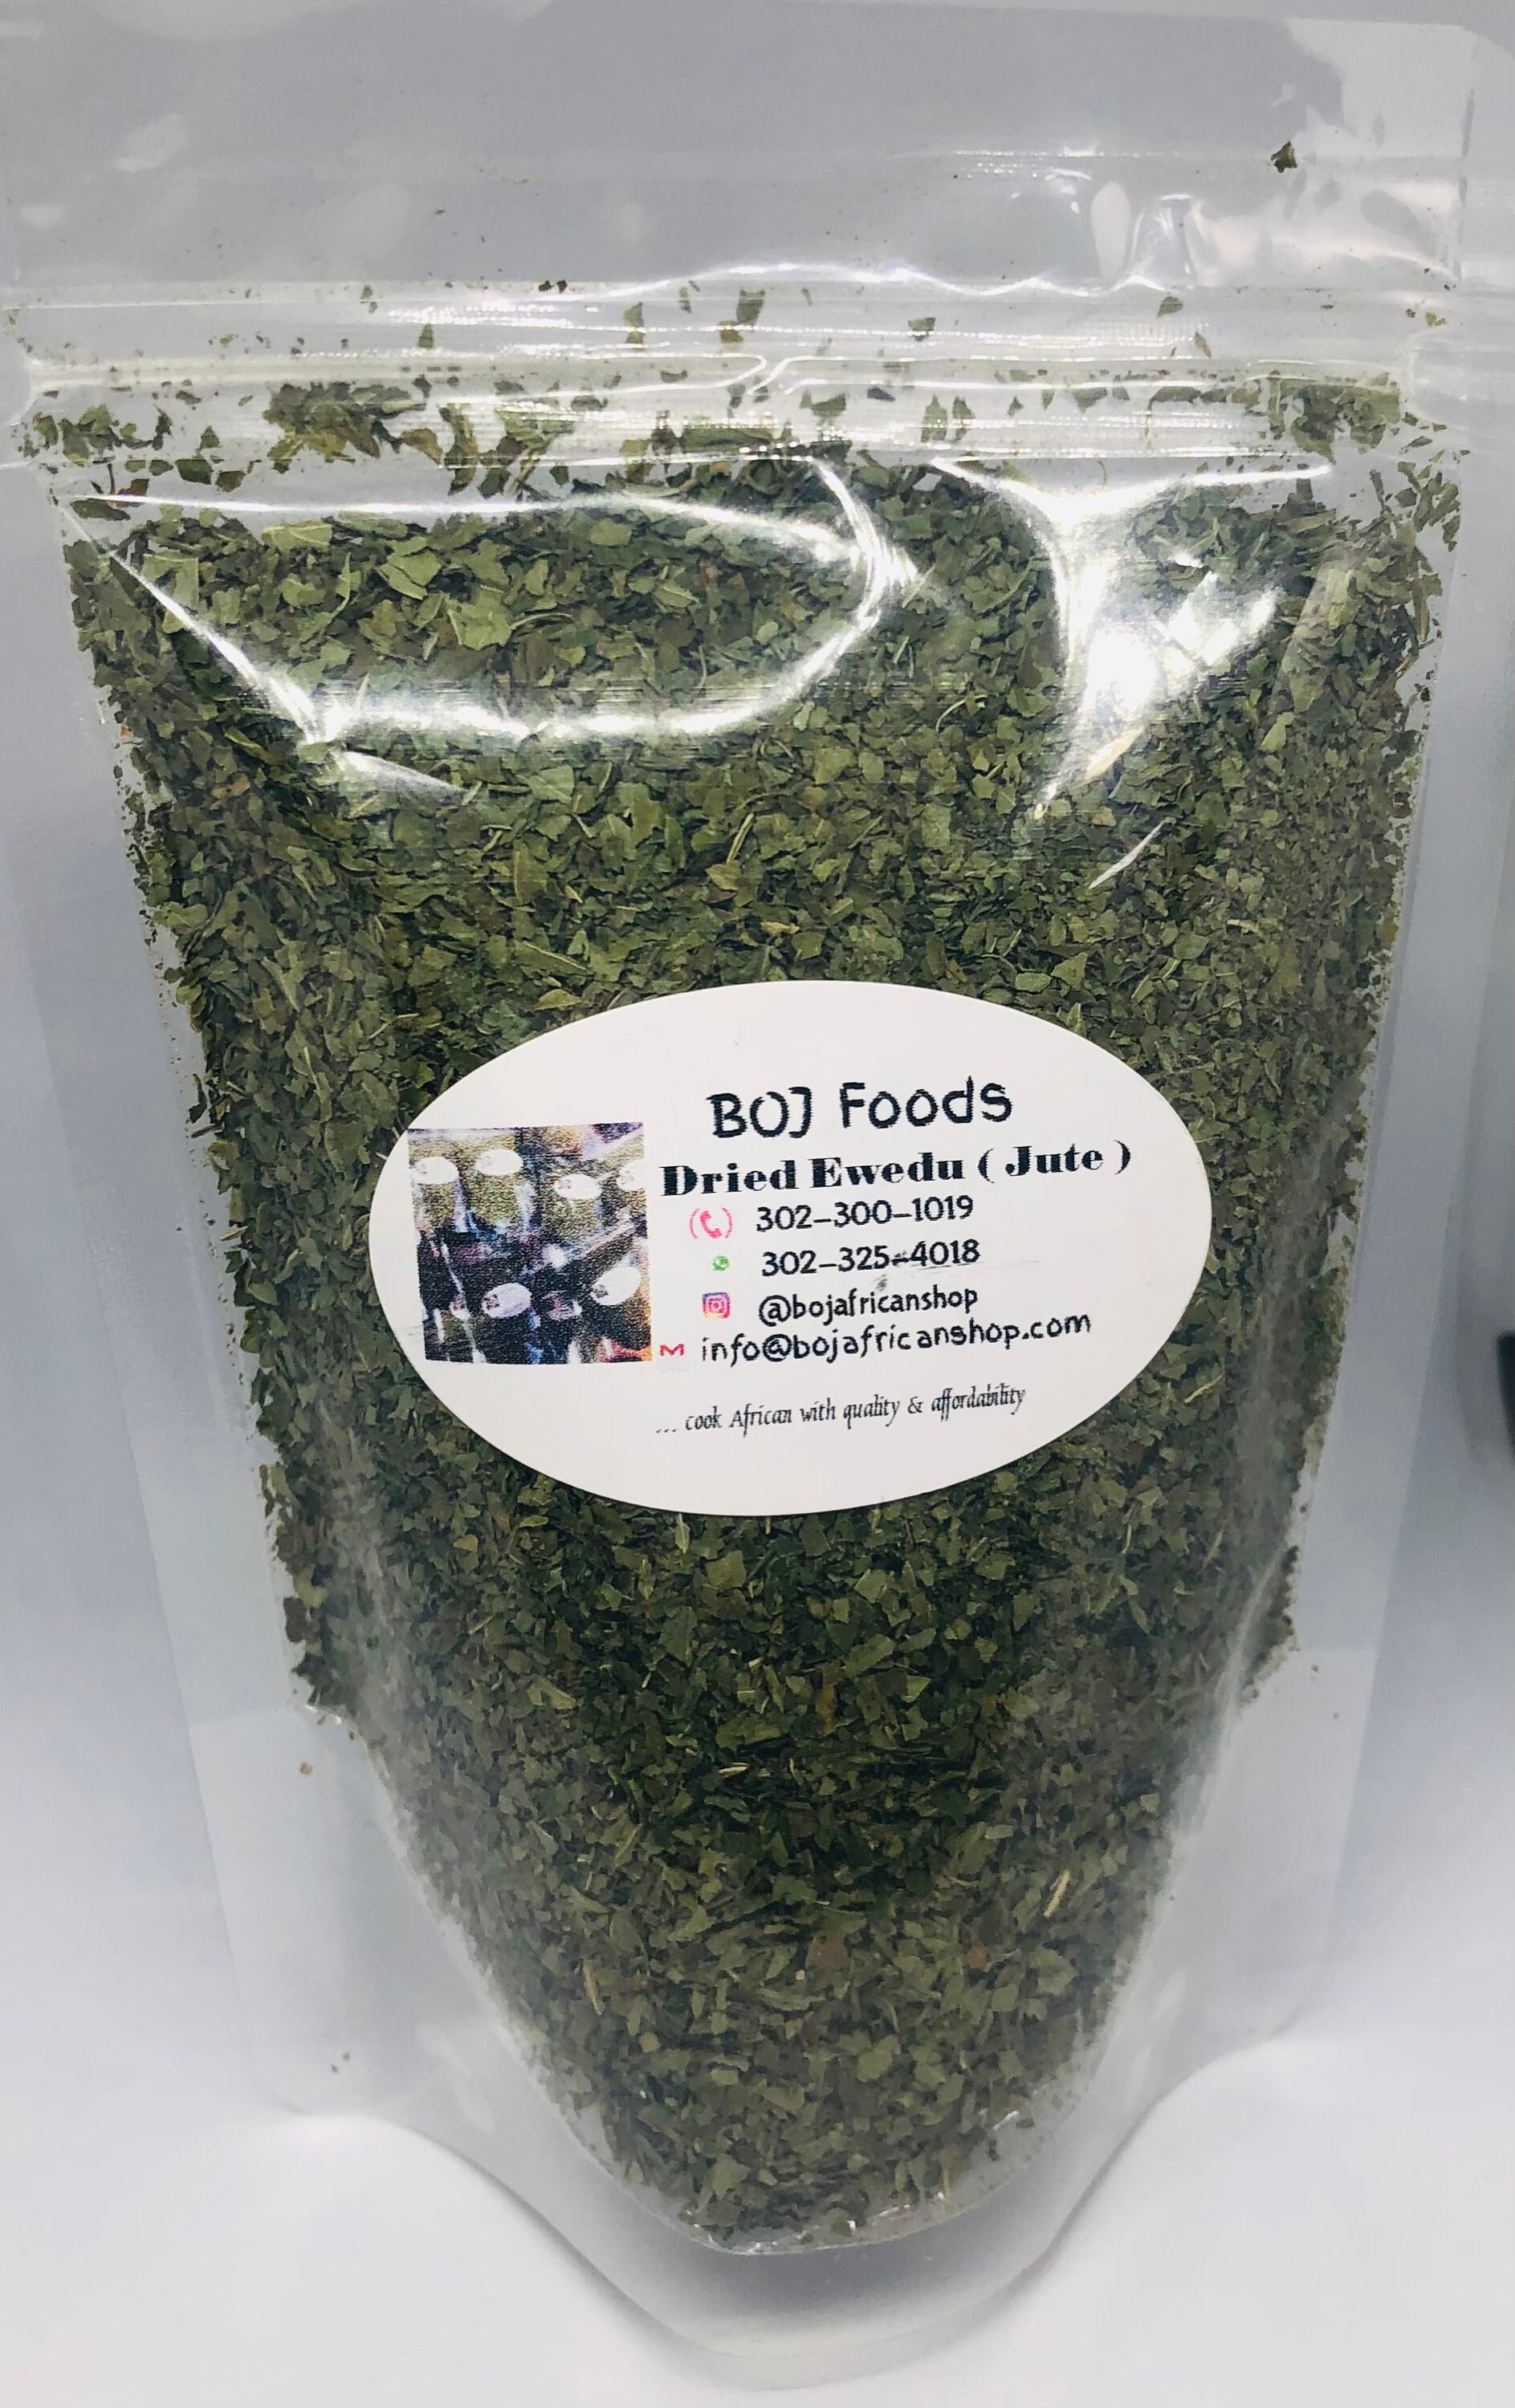 BOJ Foods
Dried Ewedu ( Jute )
302-300-1019
302-325-4018
@bojafricanshop
info@bojafricanshop.com
... cook African with quality & affordability